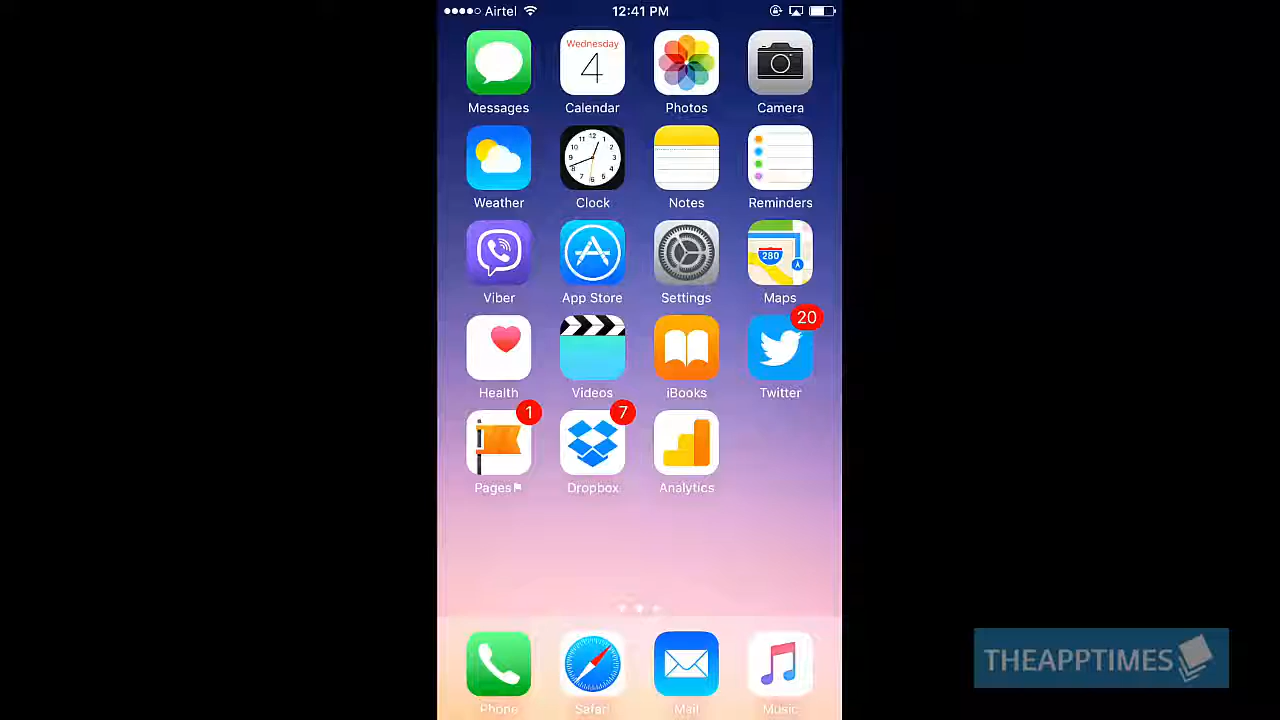 Airtel 12:41 PM
Wednesday
4
Messages Calendar Photos Camera
Weather Clock Notes Reminders
280
Viber App Store Settings Maps
20
Health Videos iBooks Twitter
1 7
Pages Dropbox Analytics
THEAPPTIMES
Phone Safari Mail Music